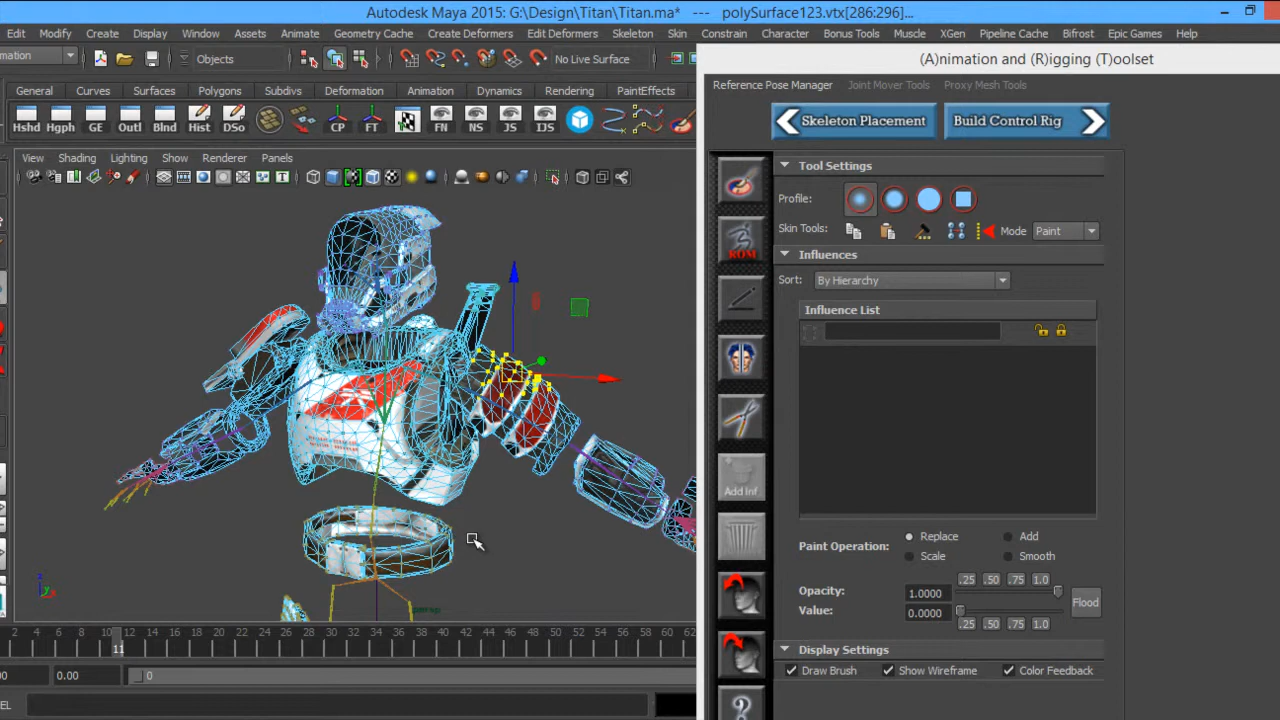 Autodesk Maya 2015: G:\Design\Titan\Titan.ma* --- polySurface123.vtx[286:296]...
Edit Modify Create Display Window Assets Animate Geometry Cache Create Deformers Edit Deformers Skeleton Skin Constrain Character Bonus Tools Muscle XGen Pipeline Cache Bifrost Epic Games Help
mation Objects No Live Surface
(A)nimation and (R)igging (T)oolset
Reference Pose Manager Joint Mover Tools Proxy Mesh Tools
General Curves Surfaces Polygons Subdivs Deformation Animation Dynamics Rendering PaintEffects
Hshd Hgph GE Outl Blnd Hist DSo CP FT FN NS JS IJS
Skeleton Placement Build Control Rig
View Shading Lighting Show Renderer Panels
Tool Settings
Profile:
Skin Tools: Mode Paint
ROM
Influences
Sort: By Hierarchy
Influence List
Add Inf
Paint Operation: Replace Add
Scale Smooth
.25 .50 .75 1.0
Opacity: 1.0000
Value: 0.0000
Flood
.25 .50 .75 1.0
Display Settings
Draw Brush Show Wireframe Color Feedback
z
y
persp
2 4 6 8 10 12 14 16 18 20 22 24 26 28 30 32 34 36 38 40 42 44 46 48 50 52 54 56 58 60 62
11
00 0.00 0
EL